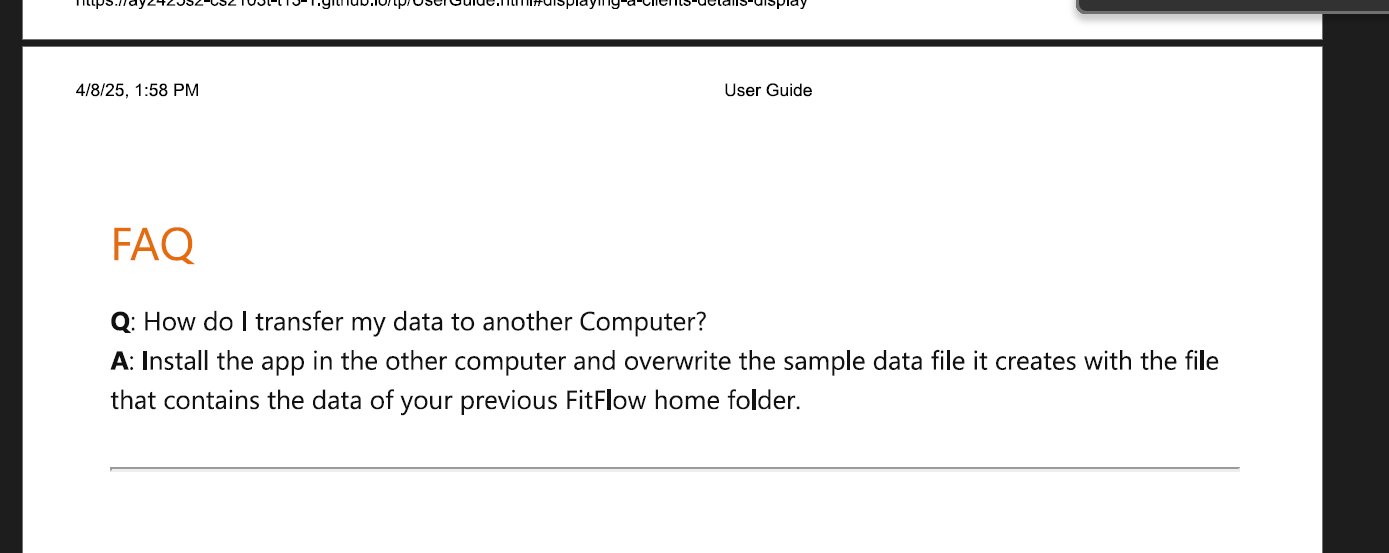 https://ay2425s2-cs2103t-t13-1.github.io/tp/UserGuide.html#displaying-a-clients-details-display
4/8/25, 1:58 PM
User Guide
FAQ
Q: How do I transfer my data to another Computer?
A: Install the app in the other computer and overwrite the sample data file it creates with the file
that contains the data of your previous FitFlow home folder.